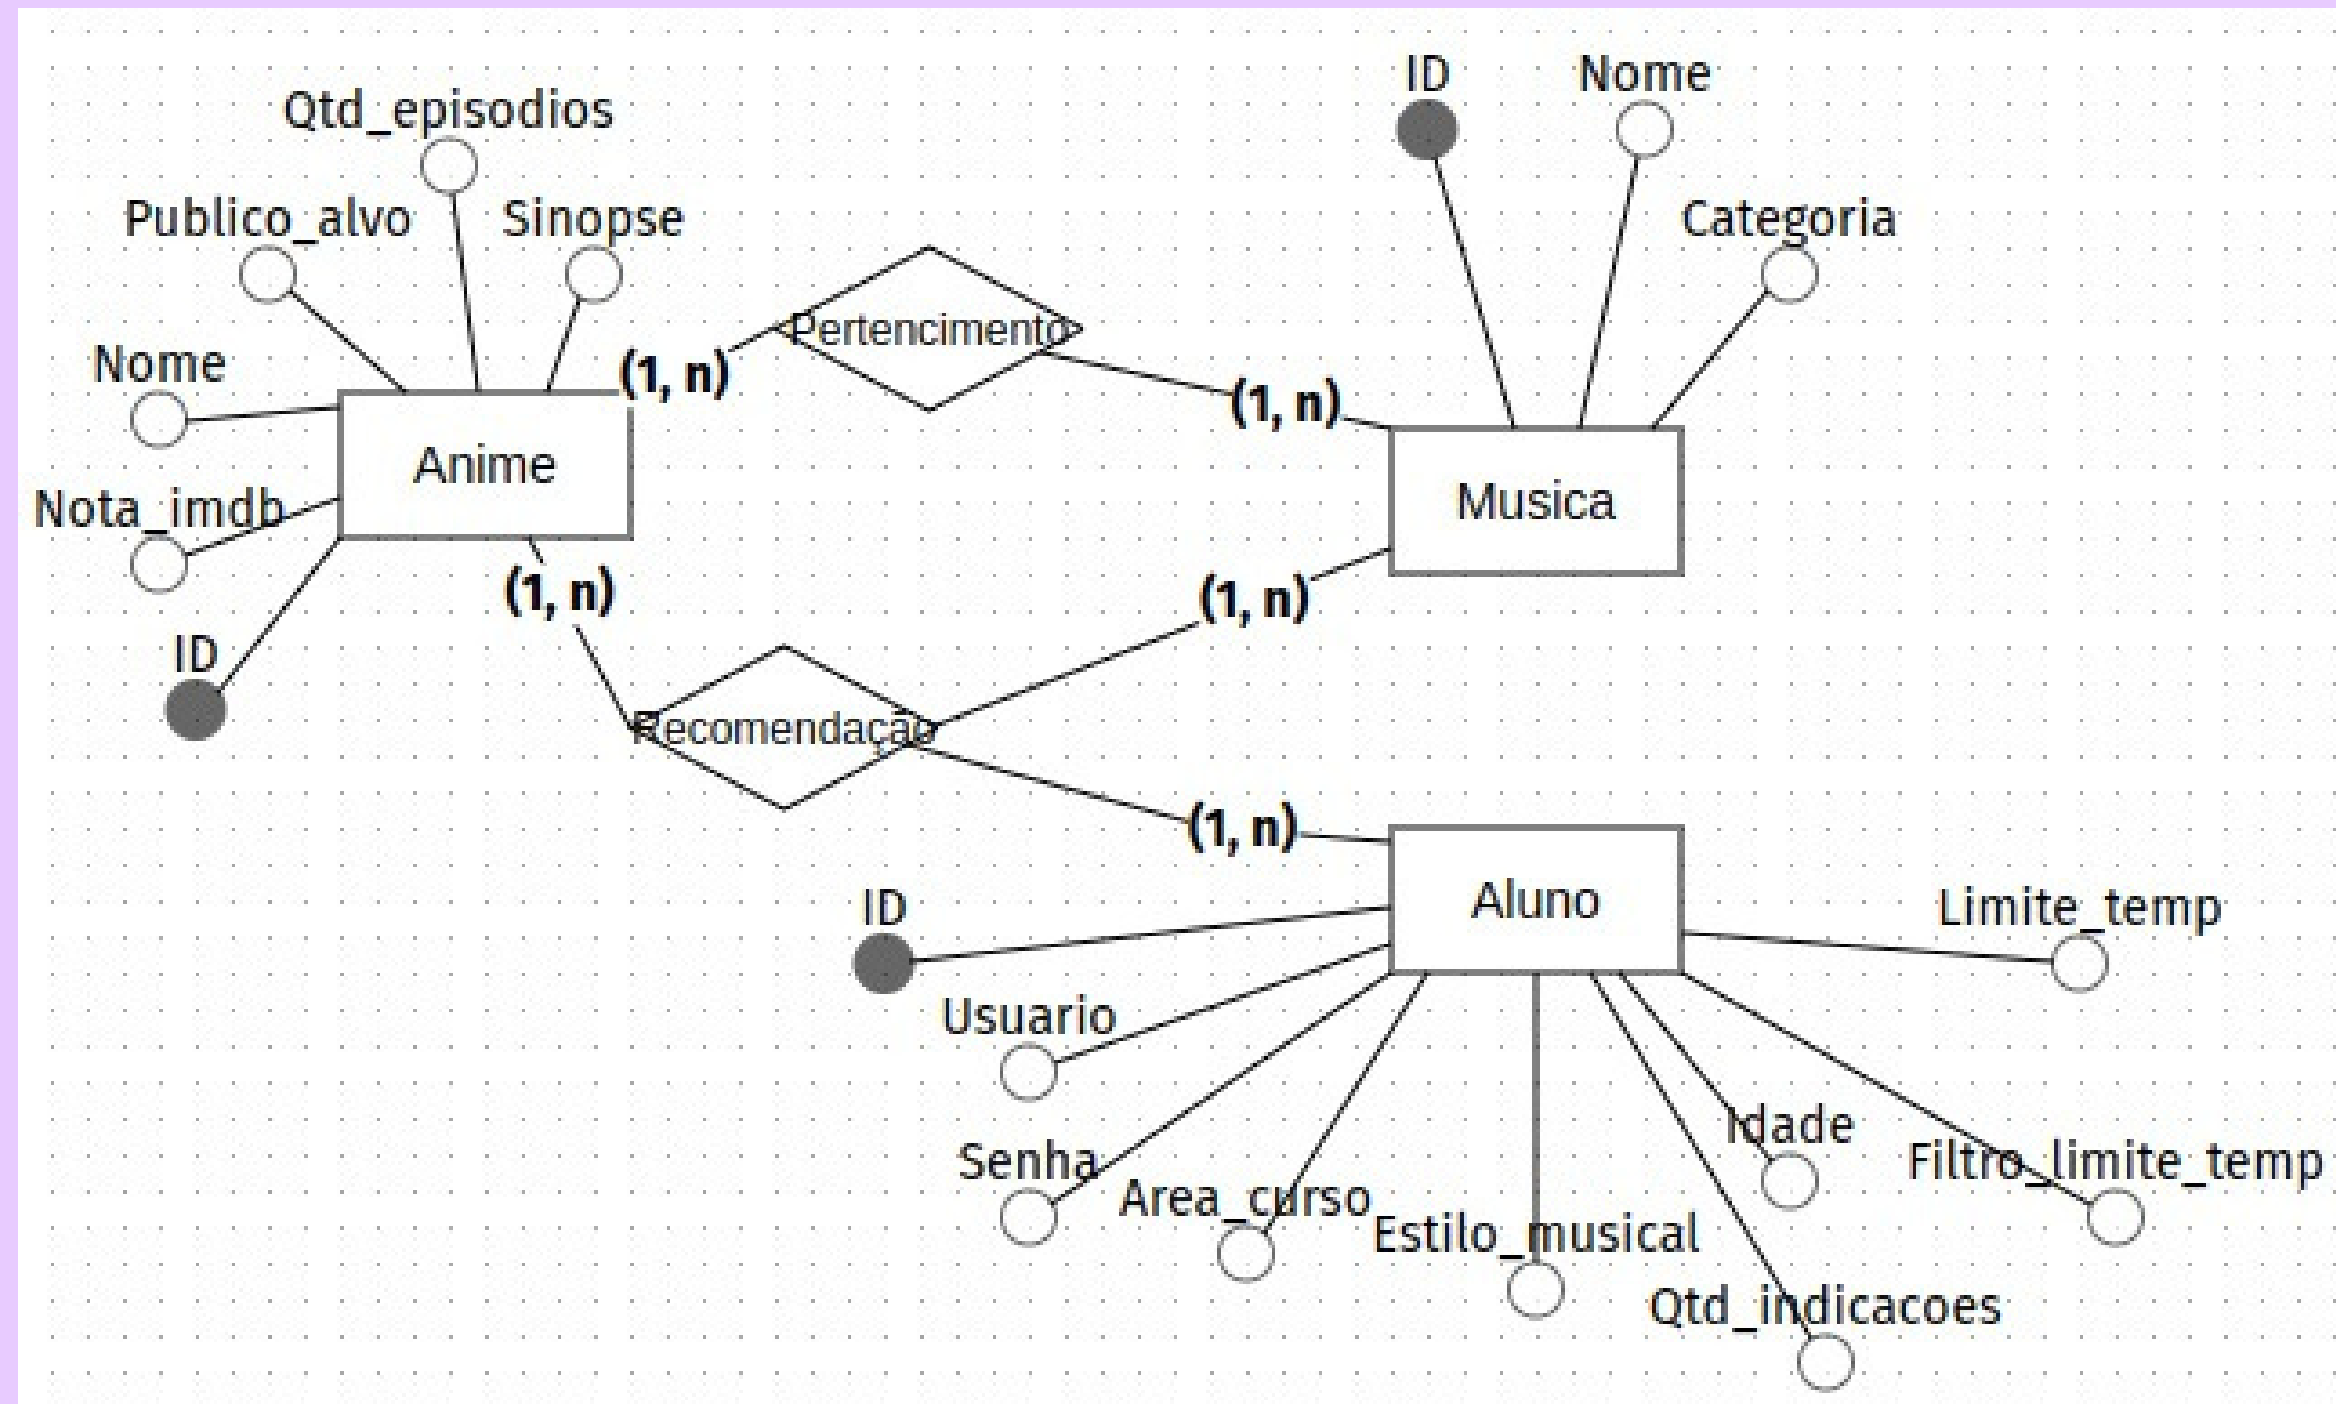 ID
Nome
Qtd_episodios
Categoria
Publico_alvo
Sinopse
Pertencimento
Nome
(1, n)
(1, n)
Anime
Musica
Nota_imdb
(1, n)
(1, n)
ID
Recomendação
(1, n)
Aluno
ID
Limite_temp
Usuario
Idade
Senha
Filtro_limite_temp
Area_curso
Estilo_musical
Qtd_indicacoes